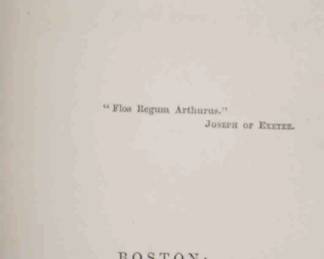 "Flos Regum Arthurus."
JOSEPH OF EXETER.
BOSTON: